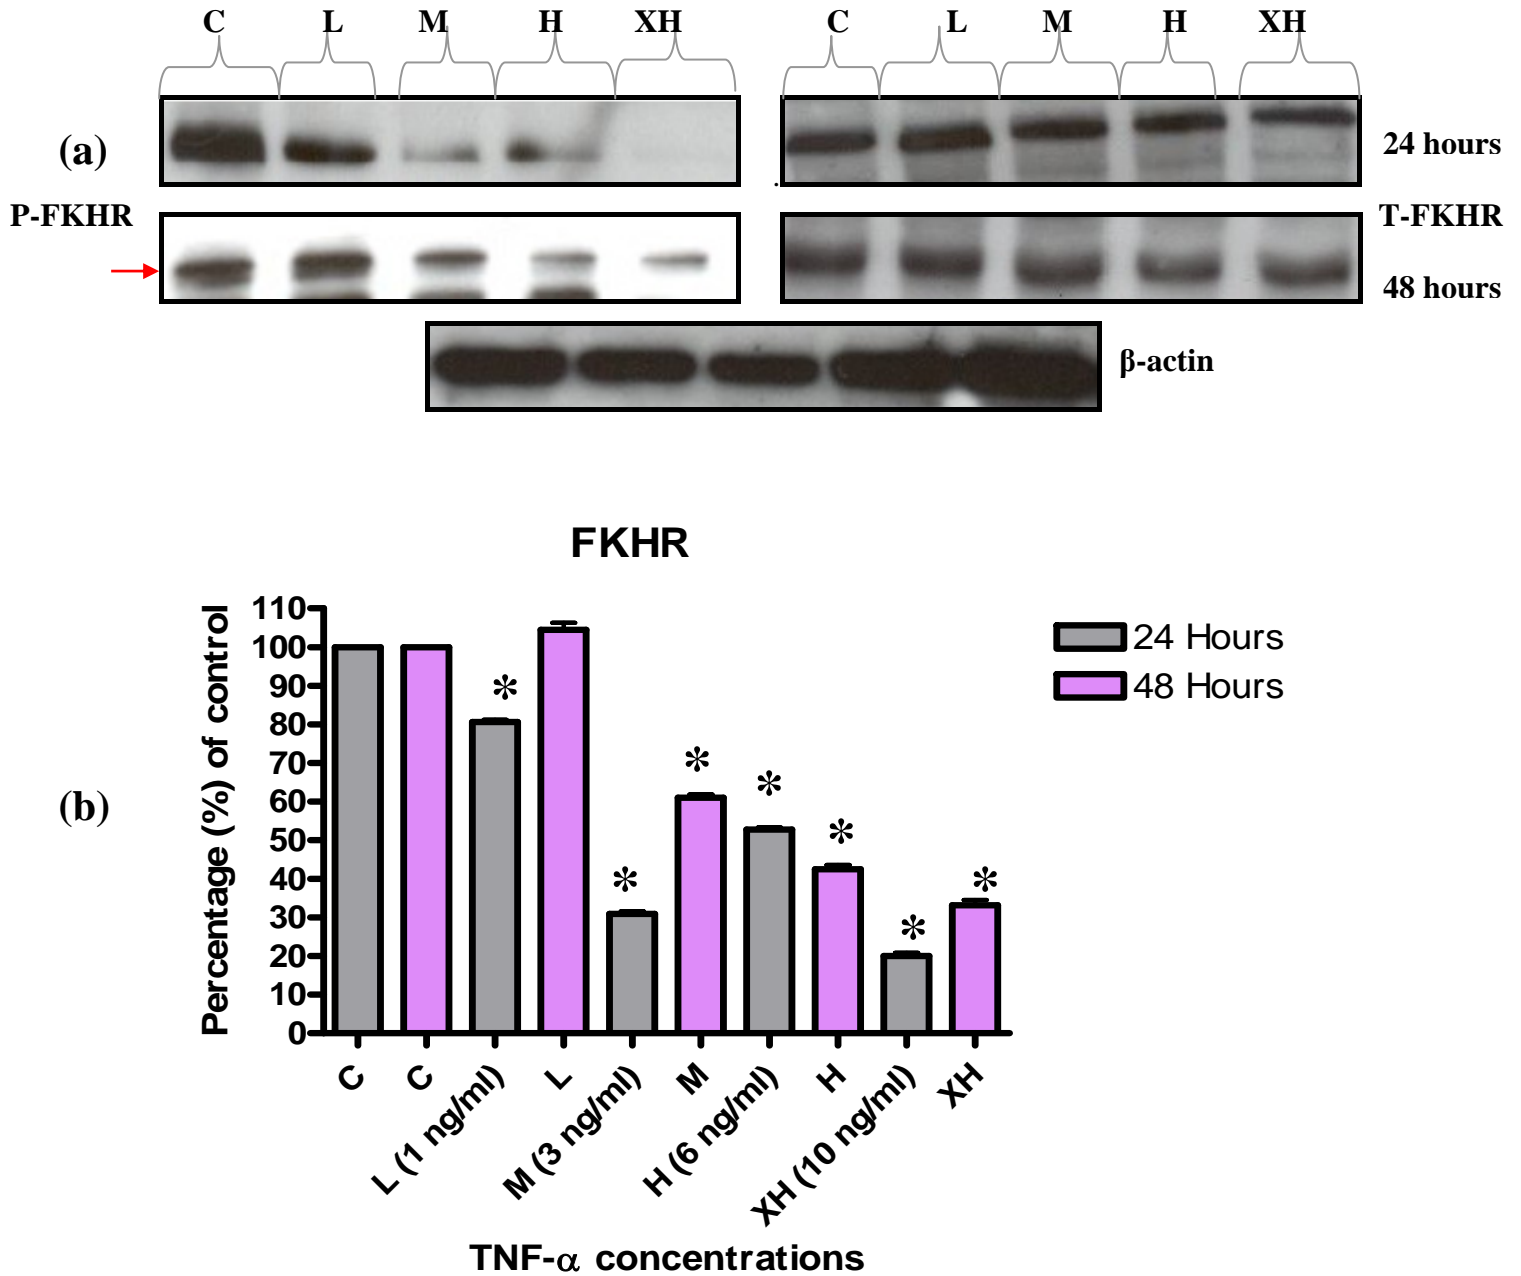 C L M H XH C L M H XH
(a)
24 hours
P-FKHR
T-FKHR
48 hours
β-actin
FKHR
24 Hours
48 Hours
(b)
Percentage (%) of control
110
100
90
80
70
60
50
40
30
20
10
0
* * * * * * *
C
C
L (1 ng/ml)
L
M (3 ng/ml)
M
H (6 ng/ml)
H
XH (10 ng/ml)
XH
TNF-α concentrations